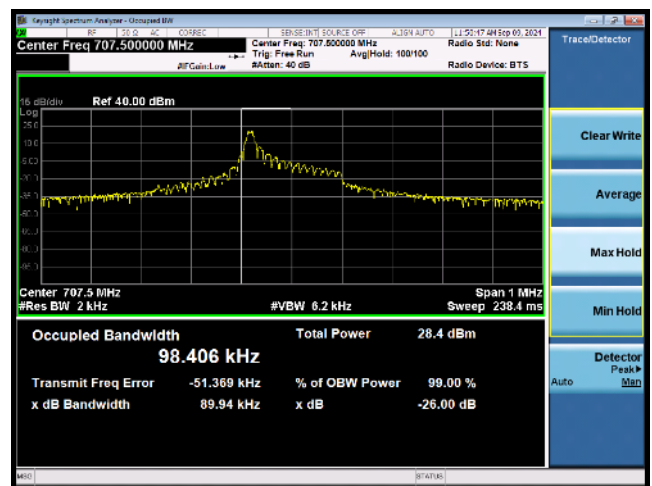 Keysight Spectrum Analyzer - Occupied BW
RF 50 Ω AC CORREC SENSE:INT SOURCE OFF ALIGN AUTO 11:50:47 AM Sep 09, 2024
Center Freq 707.500000 MHz Center Freq: 707.500000 MHz Radio Std: None Trace/Detector
Trig: Free Run Avg|Hold: 100/100
#IFGain:Low #Atten: 40 dB Radio Device: BTS
16 dB/div Ref 40.00 dBm
Log
Clear Write
Average
Max Hold
Center 707.5 MHz Span 1 MHz
#Res BW 2 kHz #VBW 6.2 kHz Sweep 238.4 ms
Min Hold
Occupied Bandwidth Total Power 28.4 dBm
98.406 kHz
Detector
Peak▶
Auto Man
Transmit Freq Error -51.369 kHz % of OBW Power 99.00 %
x dB Bandwidth 89.94 kHz x dB -26.00 dB
MSG STATUS